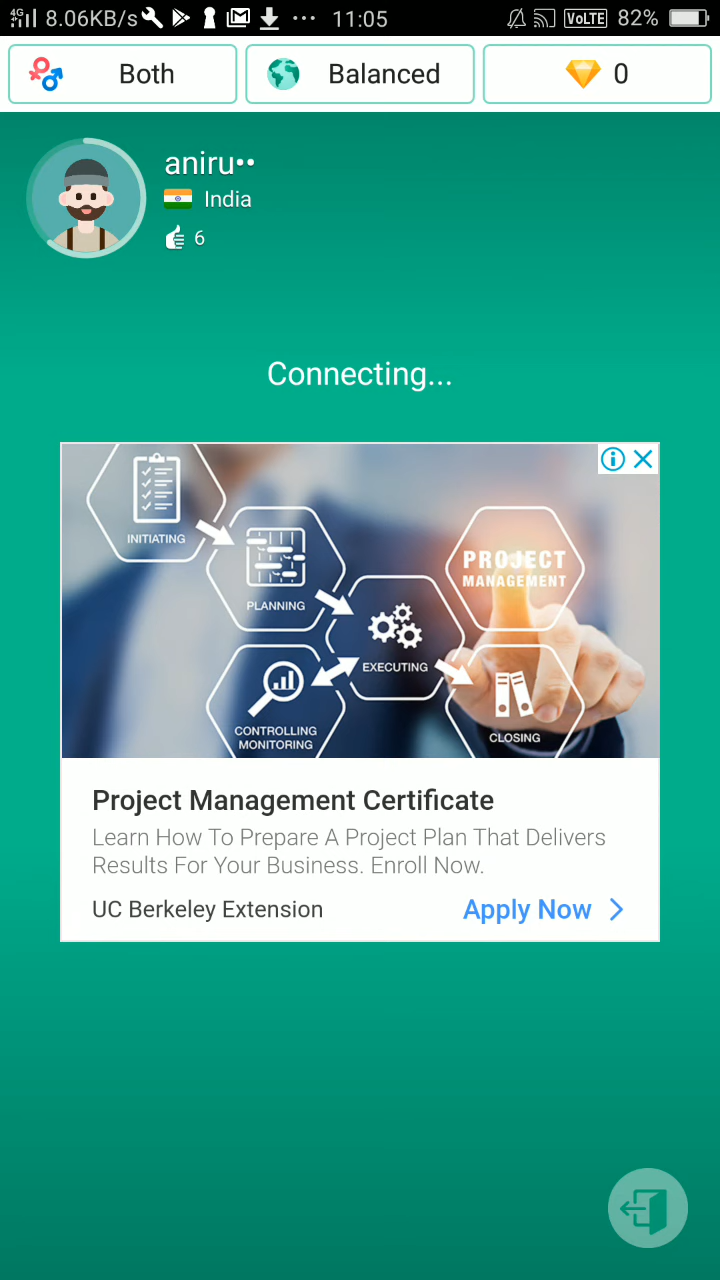 4G 8.06KB/s ... 11:05 VoLTE 82%
Both Balanced 0
aniru••
India
6
Connecting...
INITIATING
PLANNING
PROJECT
MANAGEMENT
EXECUTING
CONTROLLING
MONITORING
CLOSING
Project Management Certificate
Learn How To Prepare A Project Plan That Delivers
Results For Your Business. Enroll Now.
UC Berkeley Extension Apply Now